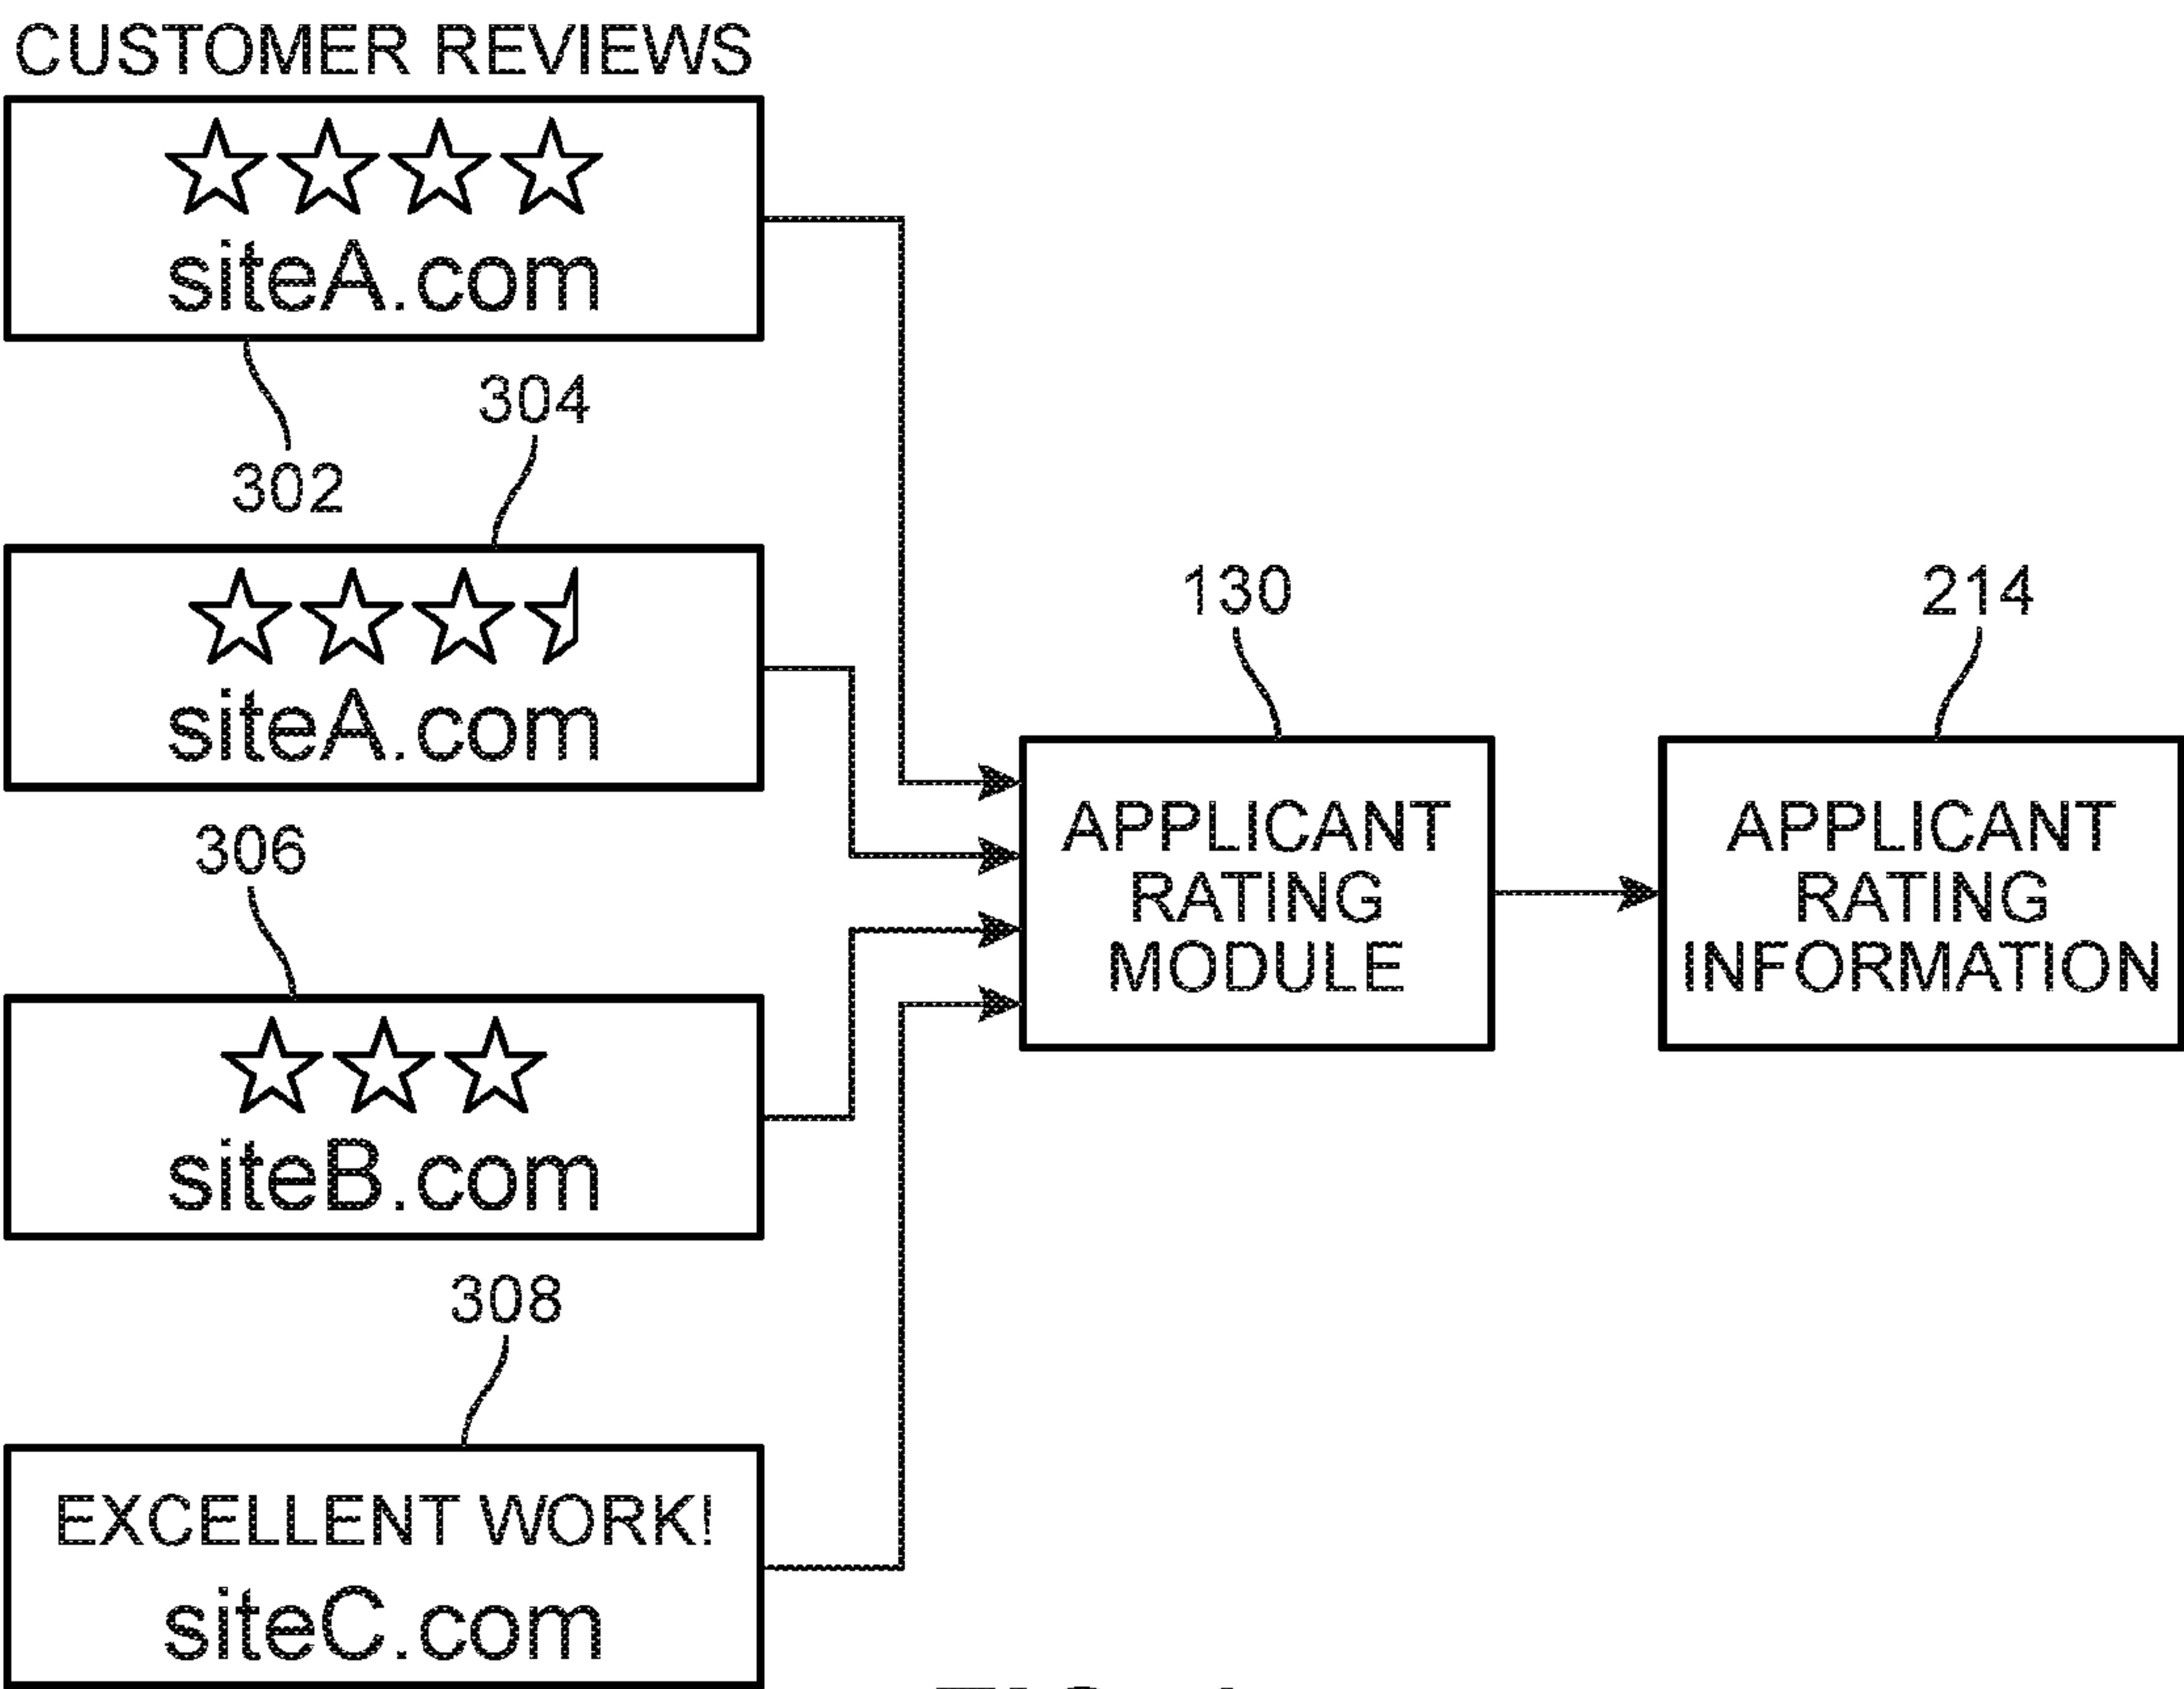 CUSTOMER REVIEWS
siteA.com
302
304
siteA.com
306
siteB.com
308
EXCELLENT WORK!
siteC.com
130
APPLICANT
RATING
MODULE
214
APPLICANT
RATING
INFORMATION